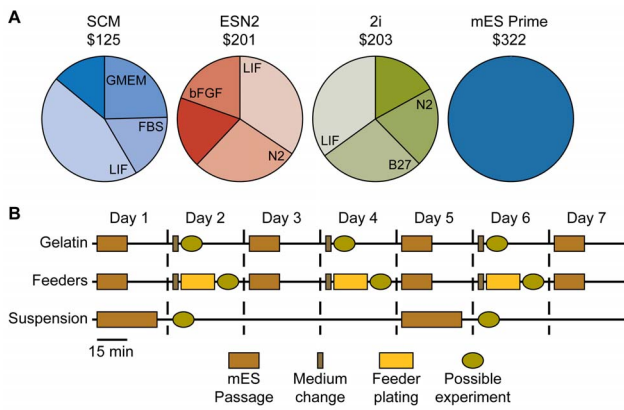 A
SCM
$125
ESN2
$201
2i
$203
mES Prime
$322
GMEM
FBS
LIF
LIF
bFGF
N2
N2
LIF
B27
B
Day 1 Day 2 Day 3 Day 4 Day 5 Day 6 Day 7
Gelatin
Feeders
Suspension
15 min
mES
Passage
Medium
change
Feeder
plating
Possible
experiment